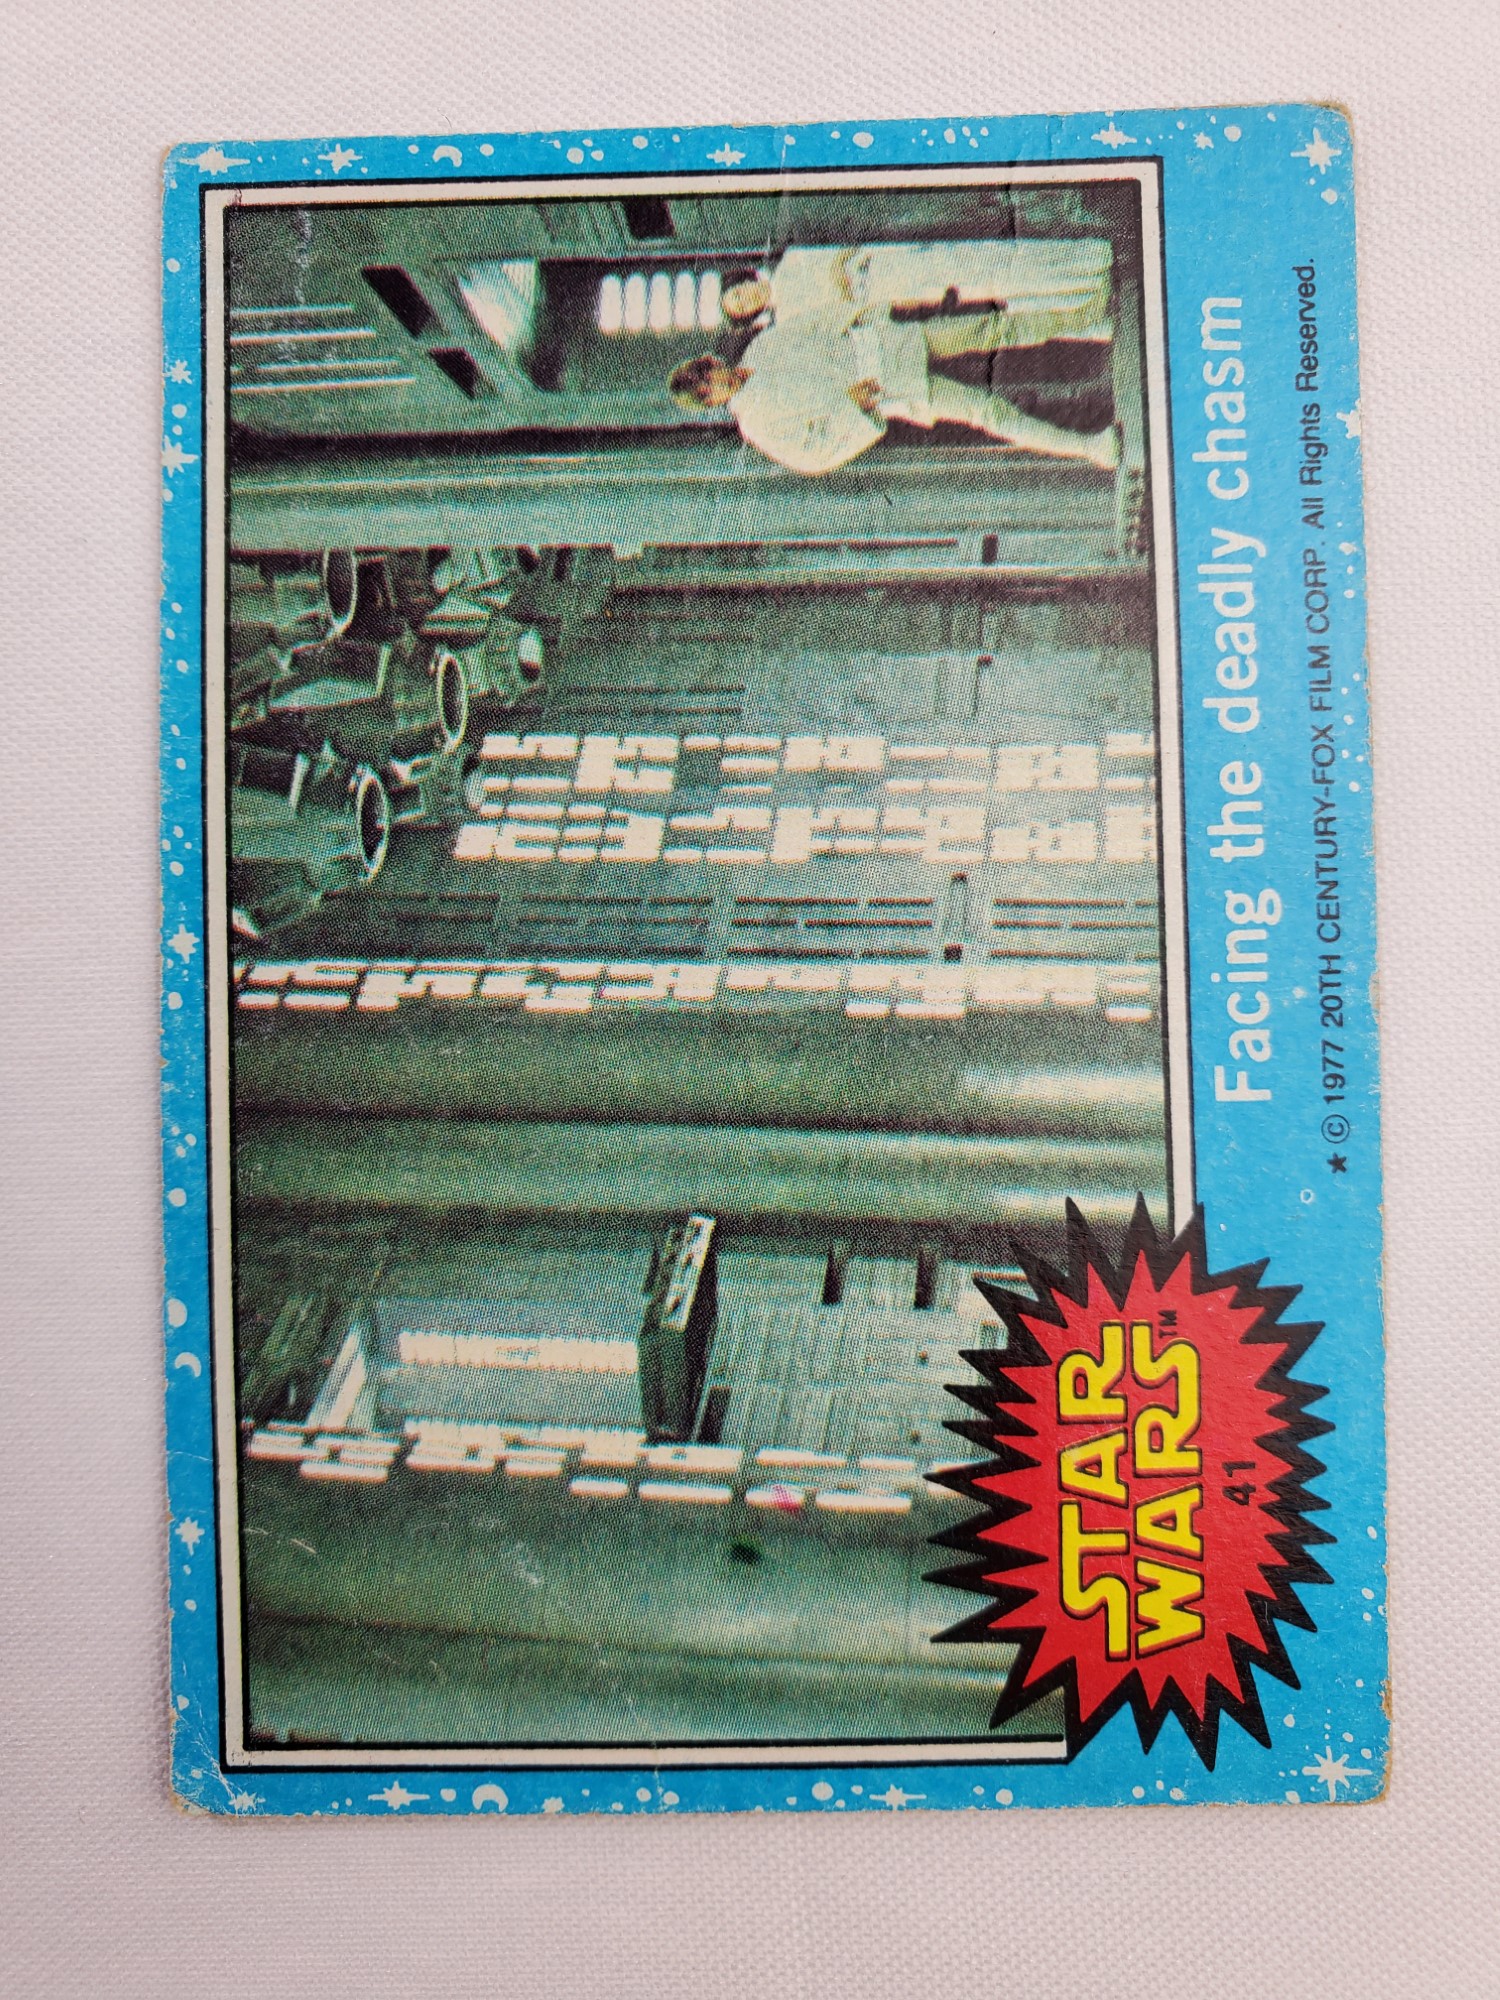 STAR
WARS™
41
Facing the deadly chasm
★ © 1977 20TH CENTURY-FOX FILM CORP. All Rights Reserved.